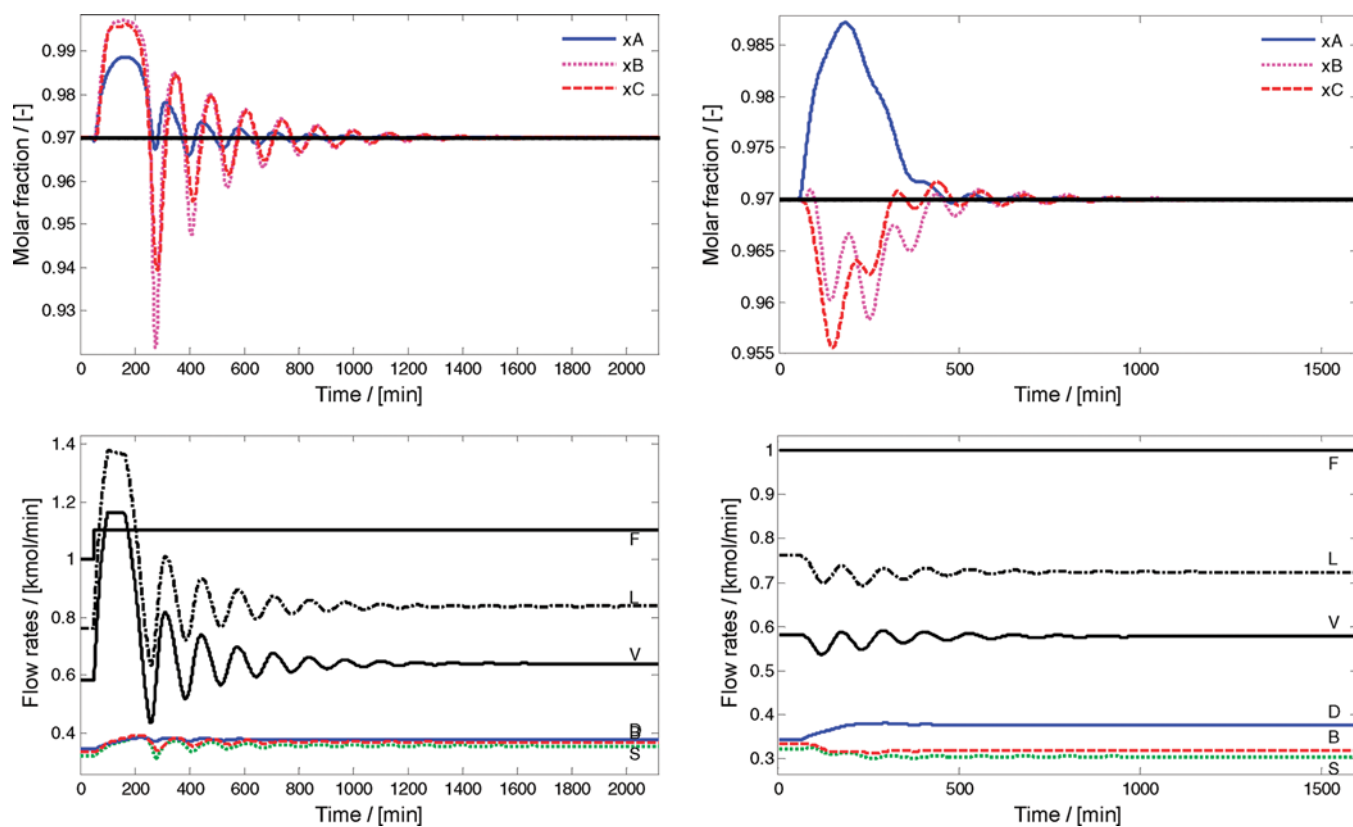 0.99
0.98
0.97
0.96
0.95
0.94
0.93
Molar fraction / [-]
xA
xB
xC
0 200 400 600 800 1000 1200 1400 1600 1800 2000
Time / [min]
0.985
0.98
0.975
0.97
0.965
0.96
0.955
Molar fraction / [-]
xA
xB
xC
0 500 1000 1500
Time / [min]
1.4
1.2
1
0.8
0.6
0.4
Flow rates / [kmol/min]
F
L
V
S
0 200 400 600 800 1000 1200 1400 1600 1800 2000
Time / [min]
1
0.9
0.8
0.7
0.6
0.5
0.4
0.3
Flow rates / [kmol/min]
F
L
V
D
B
S
0 500 1000 1500
Time / [min]